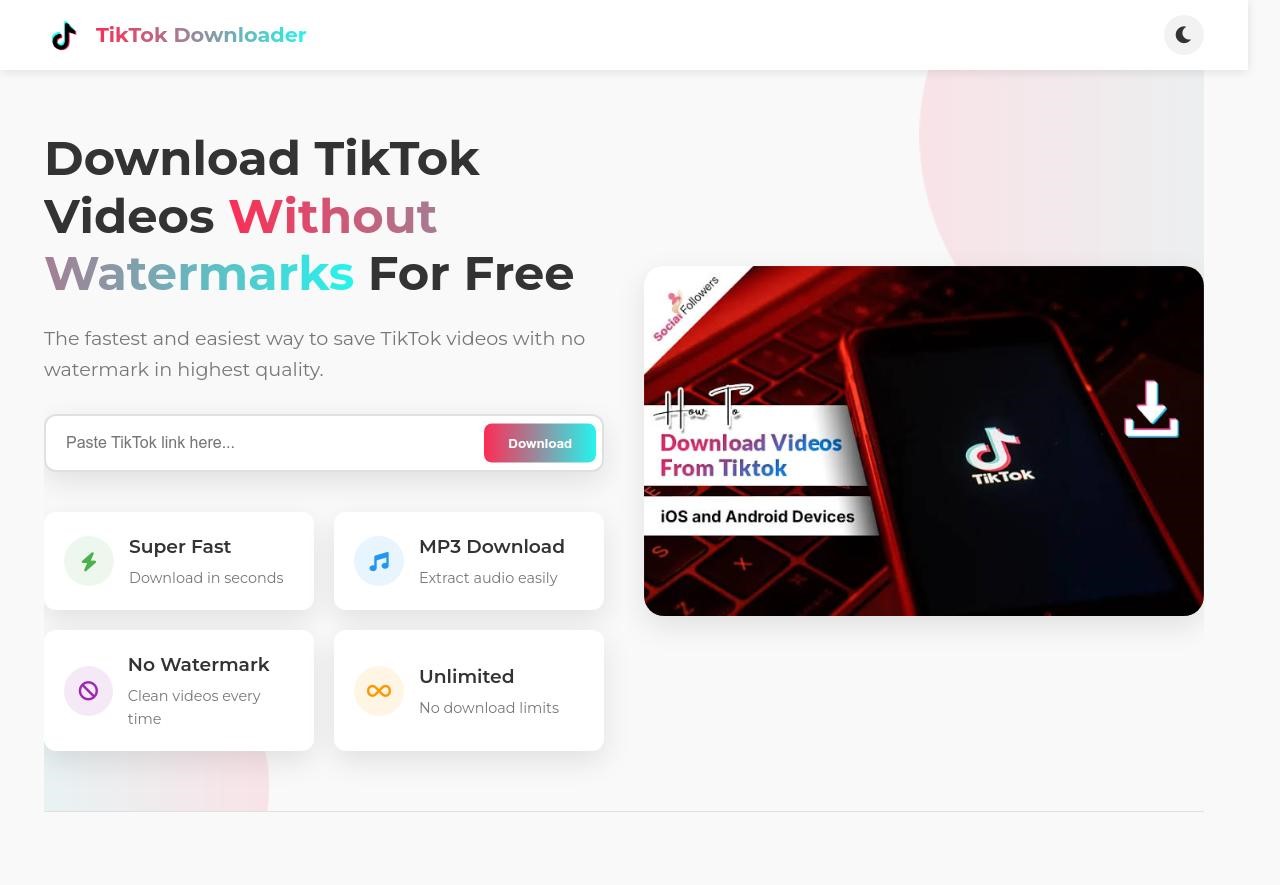 TikTok Downloader
Download TikTok
Videos Without
Watermarks For Free
The fastest and easiest way to save TikTok videos with no
watermark in highest quality.
Paste TikTok link here...
Download
Super Fast
Download in seconds
MP3 Download
Extract audio easily
No Watermark
Clean videos every
time
Unlimited
No download limits
Social Followers
How To
Download Videos
From Tiktok
iOS and Android Devices
TikTok